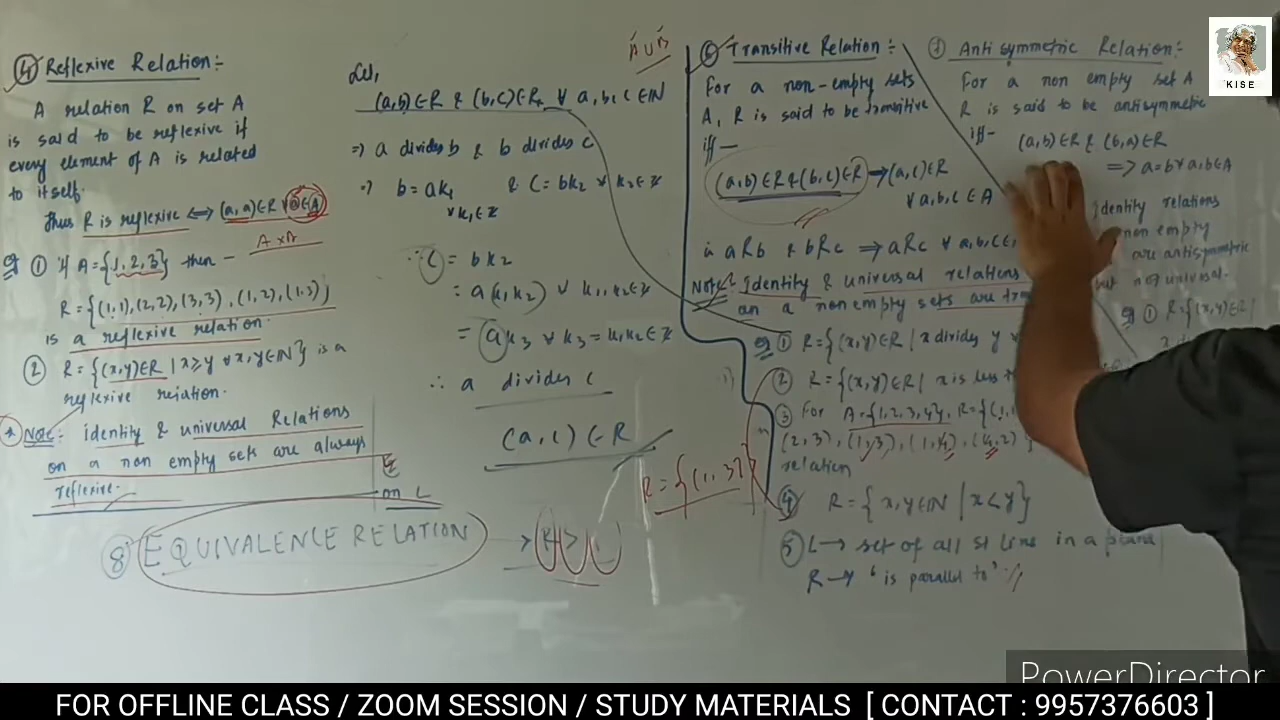 ④ Reflexive Relation:-
A relation R on set A
is said to be reflexive if
every element of A is related
to itself.
Thus R is reflexive ⟺ (a,a)∈R ∀ a∈A
A×A
eg ① if A={1,2,3} then -
R={(1,1),(2,2),(3,3),(1,2),(1,3)}
is a reflexive relation.
② R={(x,y)∈R | x≥y ∀ x,y∈N} is a
reflexive relation.
* Note:- identity & universal Relations
on a non empty sets are always
reflexive.
on L
⑧ EQUIVALENCE RELATION
→ R
Let,
(a,b)∈R & (b,c)∈R, ∀ a,b,c∈N
⇒ a divides b & b divides c
⇒ b=ak₁ & c=bk₂ ∀ k₂∈Z
∀ k₁∈Z
∴ c = bk₂
= a(k₁k₂) ∀ k₁,k₂∈Z
= ak₃ ∀ k₃=k₁k₂∈Z
∴ a divides c
(a,c)∈R
R={(1,3)}
A∪B
⑥ Transitive Relation:-
For a non-empty sets
A, R is said to be transitive
iff—
(a,b)∈R & (b,c)∈R → (a,c)∈R
∀ a,b,c∈A
aRb & bRc ⇒ aRc ∀ a,b,c∈
Note:- Identity & universal relations
on a non empty sets are tra
eg ① R={(x,y)∈R | x divides y ∀
② R={(x,y)∈R | x is less t
③ For A={1,2,3,4}, R={(1,1
(2,3),(1,3),(1,4),(4,2)}
relation
④ R={x,y∈N | x<y}
⑤ L→ set of all st line in a plane
R→ 'is parallel to'
⑦ Anti symmetric Relation:-
For a non empty set A
R is said to be antisymmetric
iff-
(a,b)∈R & (b,a)∈R
⇒ a=b ∀ a,b∈A
identity relations
non empty
are antisymmetric
but not universal.
eg ① R={(x,y)∈R |
KISE
PowerDirector
FOR OFFLINE CLASS / ZOOM SESSION / STUDY MATERIALS [ CONTACT : 9957376603 ]